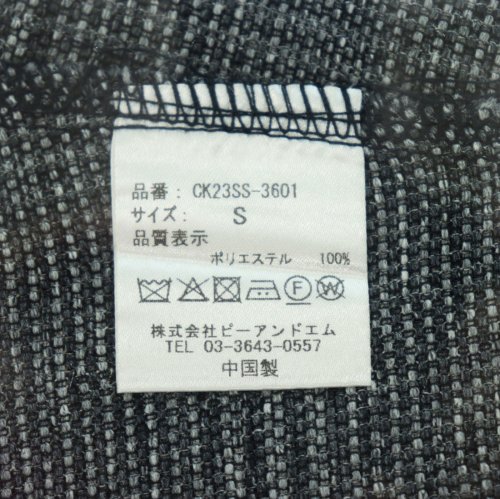 品番： CK23SS-3601
サイズ： S
品質表示
ポリエステル 100%
株式会社ビーアンドエム
TEL 03-3643-0557
中国製